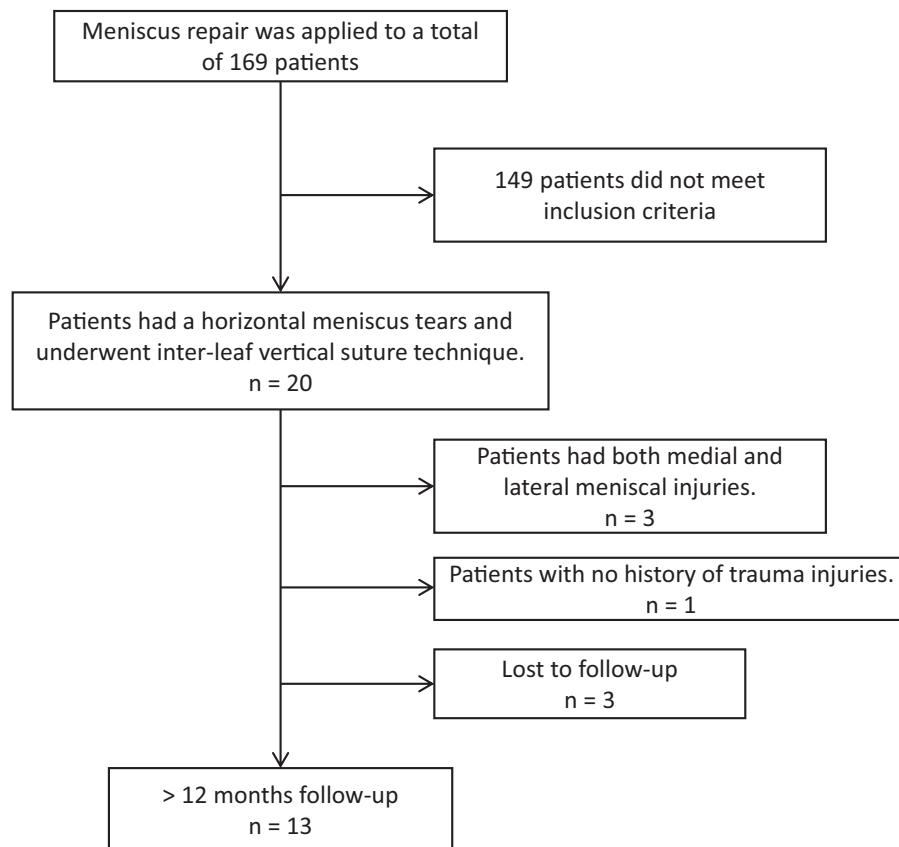 Meniscus repair was applied to a total
of 169 patients
149 patients did not meet
inclusion criteria
Patients had a horizontal meniscus tears and
underwent inter-leaf vertical suture technique.
n = 20
Patients had both medial and
lateral meniscal injuries.
n = 3
Patients with no history of trauma injuries.
n = 1
Lost to follow-up
n = 3
> 12 months follow-up
n = 13